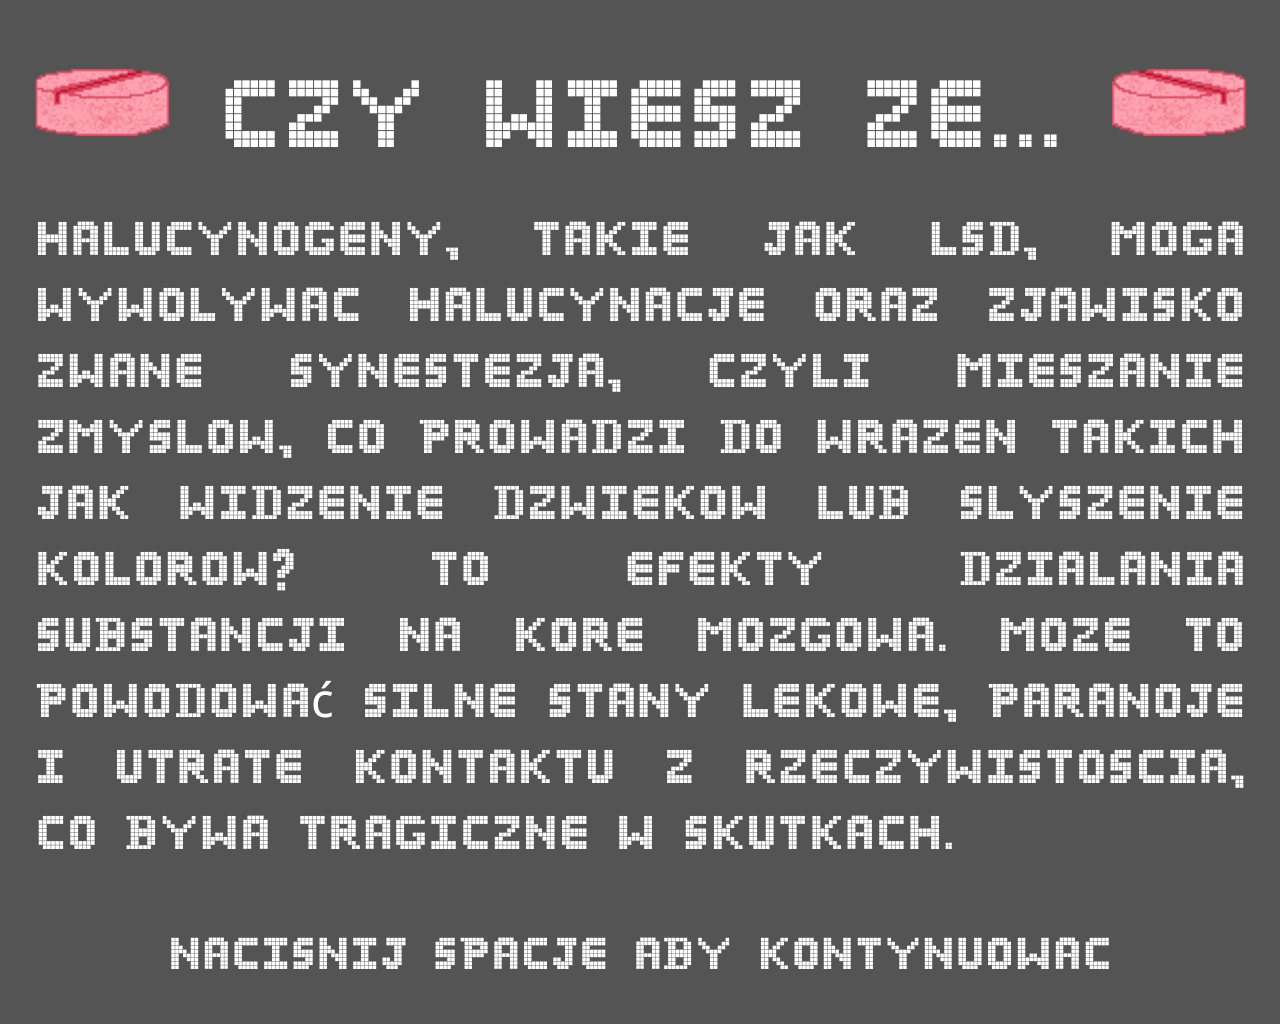 CZY WIESZ ZE...
HALUCYNOGENY, TAKIE JAK LSD, MOGA
WYWOLYWAC HALUCYNACJE ORAZ ZJAWISKO
ZWANE SYNESTEZJA, CZYLI MIESZANIE
ZMYSLOW, CO PROWADZI DO WRAZEN TAKICH
JAK WIDZENIE DZWIEKOW LUB SLYSZENIE
KOLOROW? TO EFEKTY DZIALANIA
SUBSTANCJI NA KORE MOZGOWA. MOZE TO
POWODOWAć SILNE STANY LEKOWE, PARANOJE
I UTRATE KONTAKTU Z RZECZYWISTOSCIA,
CO BYWA TRAGICZNE W SKUTKACH.
NACISNIJ SPACJE ABY KONTYNUOWAC